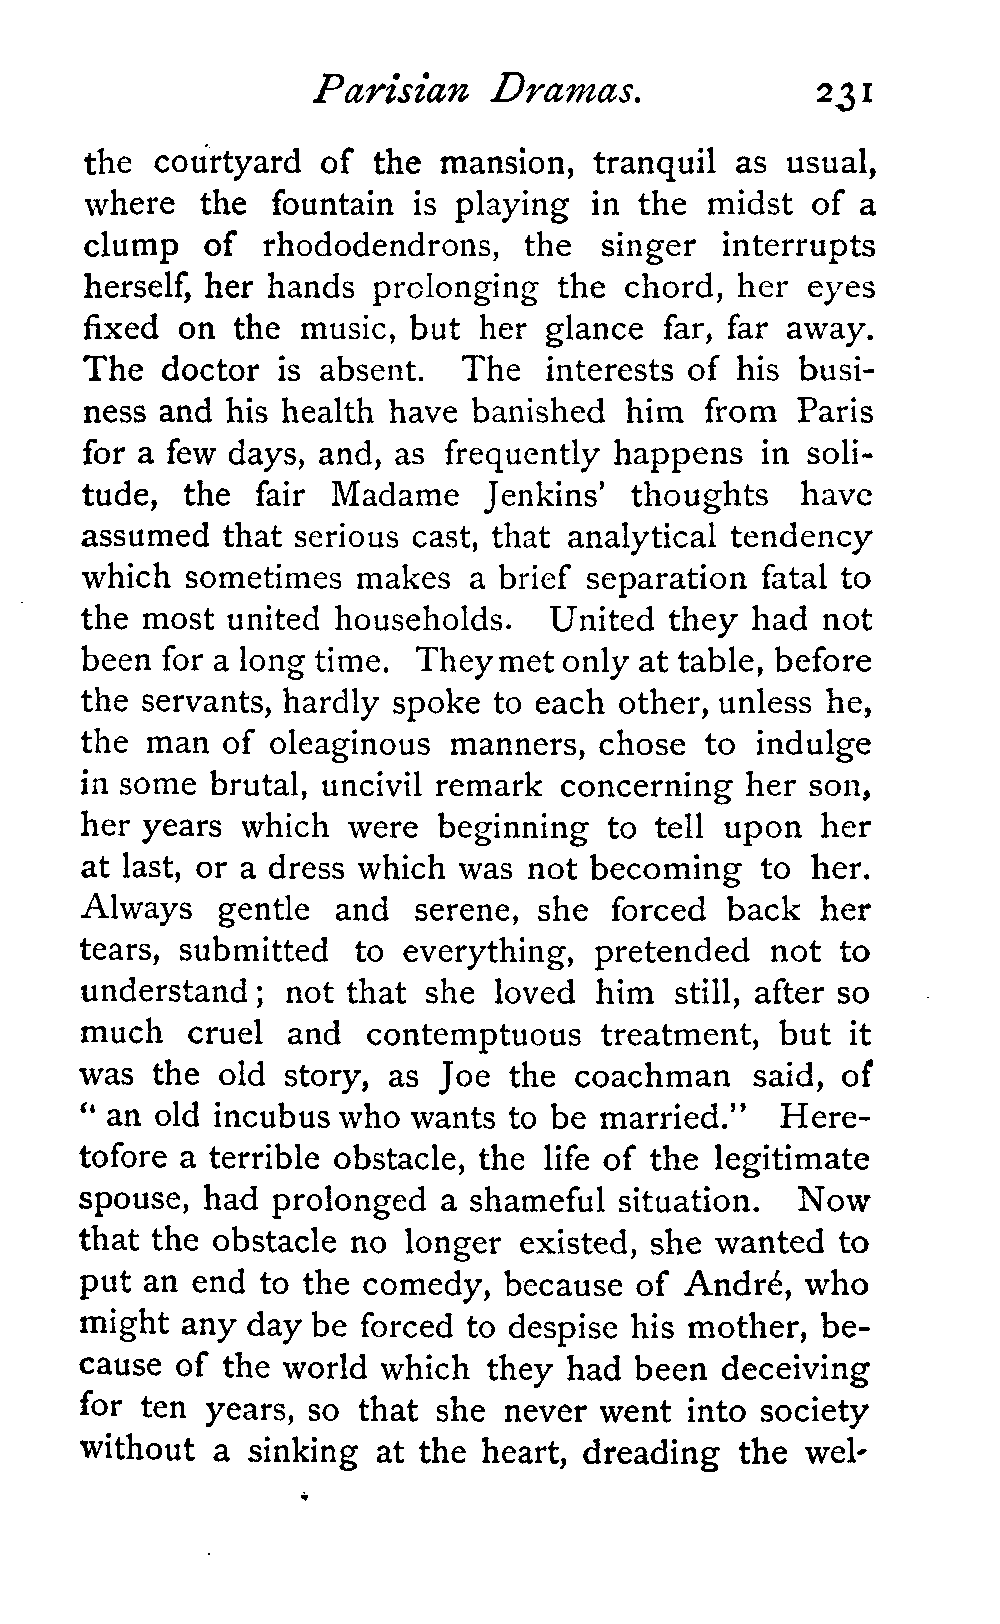 Parisian Dramas. 231
the courtyard of the mansion, tranquil as usual,
where the fountain is playing in the midst of a
clump of rhododendrons, the singer interrupts
herself, her hands prolonging the chord, her eyes
fixed on the music, but her glance far, far away.
The doctor is absent. The interests of his busi-
ness and his health have banished him from Paris
for a few days, and, as frequently happens in soli-
tude, the fair Madame Jenkins' thoughts have
assumed that serious cast, that analytical tendency
which sometimes makes a brief separation fatal to
the most united households. United they had not
been for a long time. They met only at table, before
the servants, hardly spoke to each other, unless he,
the man of oleaginous manners, chose to indulge
in some brutal, uncivil remark concerning her son,
her years which were beginning to tell upon her
at last, or a dress which was not becoming to her.
Always gentle and serene, she forced back her
tears, submitted to everything, pretended not to
understand; not that she loved him still, after so
much cruel and contemptuous treatment, but it
was the old story, as Joe the coachman said, of
"an old incubus who wants to be married." Here-
tofore a terrible obstacle, the life of the legitimate
spouse, had prolonged a shameful situation. Now
that the obstacle no longer existed, she wanted to
put an end to the comedy, because of André, who
might any day be forced to despise his mother, be-
cause of the world which they had been deceiving
for ten years, so that she never went into society
without a sinking at the heart, dreading the wel-